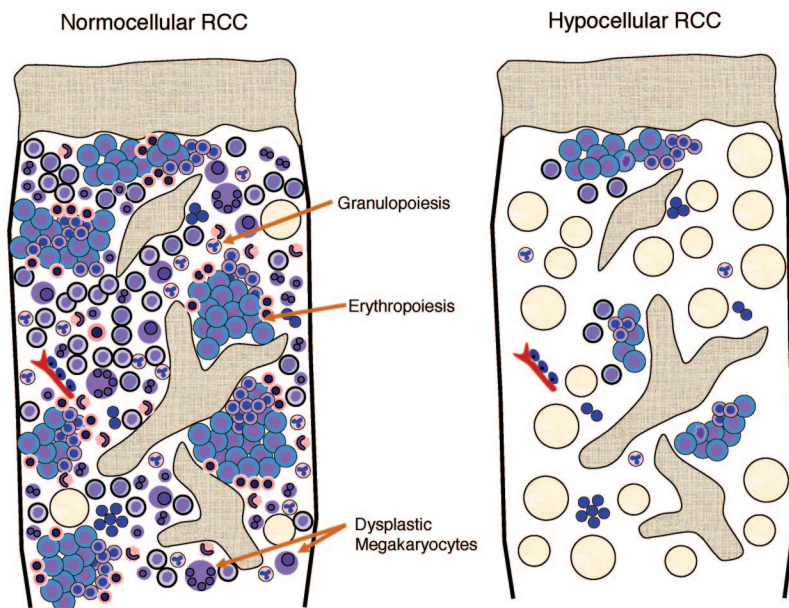 Normocellular RCC
Hypocellular RCC
Granulopoiesis
Erythropoiesis
Dysplastic
Megakaryocytes